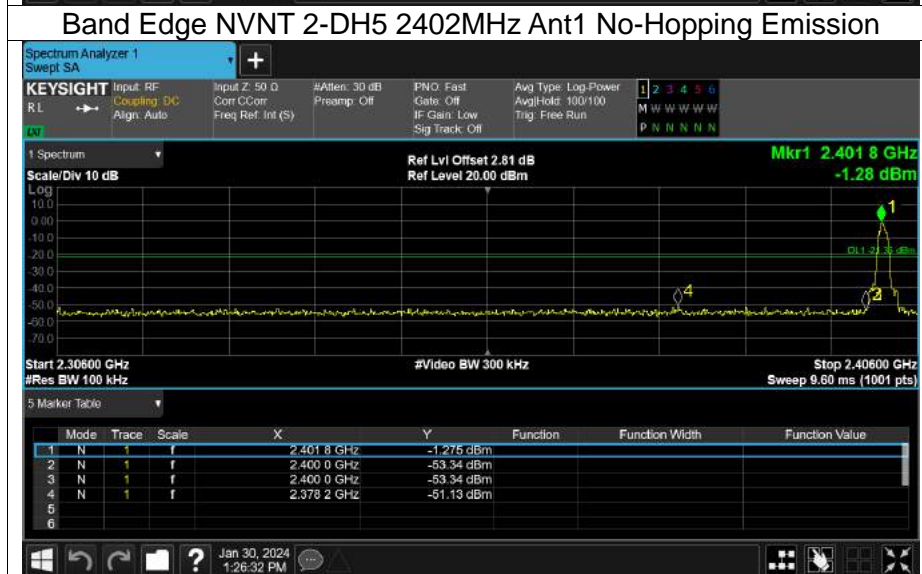 Band Edge NVNT 2-DH5 2402MHz Ant1 No-Hopping Emission
Spectrum Analyzer 1
Swept SA
+
KEYSIGHT Input: RF Input Z: 50 Ω #Atten: 30 dB PNO: Fast Avg Type: Log-Power 1 2 3 4 5 6
RL Coupling: DC Corr CCorr Preamp: Off Gate: Off Avg|Hold: 100/100 M W W W W W
Align: Auto Freq Ref: Int (S) IF Gain: Low Trig: Free Run
Sig Track: Off P N N N N N
1 Spectrum Ref Lvl Offset 2.81 dB Mkr1 2.401 8 GHz
Scale/Div 10 dB Ref Level 20.00 dBm -1.28 dBm
Log
10.0
0.00
-10.0
-20.0
-30.0
-40.0
-50.0
-60.0
-70.0
1
DL1 -21.35 dBm
4
2
Start 2.30600 GHz #Video BW 300 kHz Stop 2.40600 GHz
#Res BW 100 kHz Sweep 9.60 ms (1001 pts)
5 Marker Table
Mode Trace Scale X Y Function Function Width Function Value
1 N 1 f 2.401 8 GHz -1.275 dBm
2 N 1 f 2.400 0 GHz -53.34 dBm
3 N 1 f 2.400 0 GHz -53.34 dBm
4 N 1 f 2.378 2 GHz -51.13 dBm
5
6
? Jan 30, 2024
1:26:32 PM